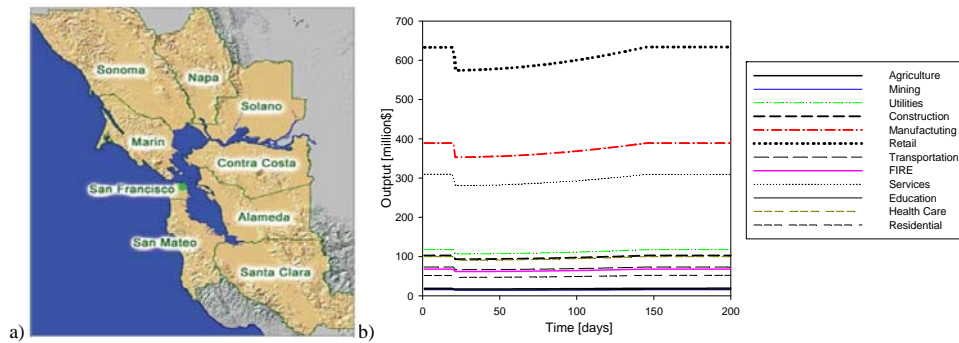 a)
Sonoma
Napa
Solano
Marin
Contra Costa
San Francisco
Alameda
San Mateo
Santa Clara
b)
Outptut [million$]
700
600
500
400
300
200
100
0
0 50 100 150 200
Time [days]
Agriculture
Mining
Utilities
Construction
Manufactuting
Retail
Transportation
FIRE
Services
Education
Health Care
Residential